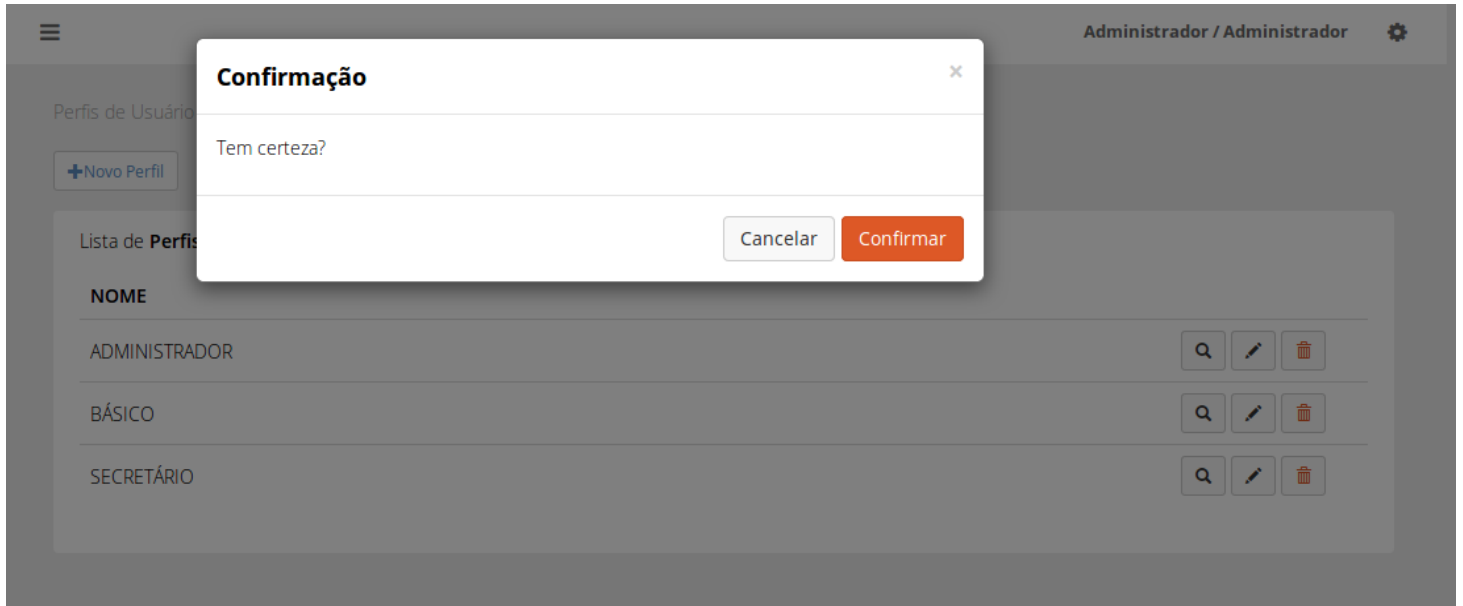 Administrador / Administrador
Confirmação
×
Perfis de Usuário
Tem certeza?
Novo Perfil
Cancelar Confirmar
Lista de Perfis
NOME
ADMINISTRADOR
BÁSICO
SECRETÁRIO